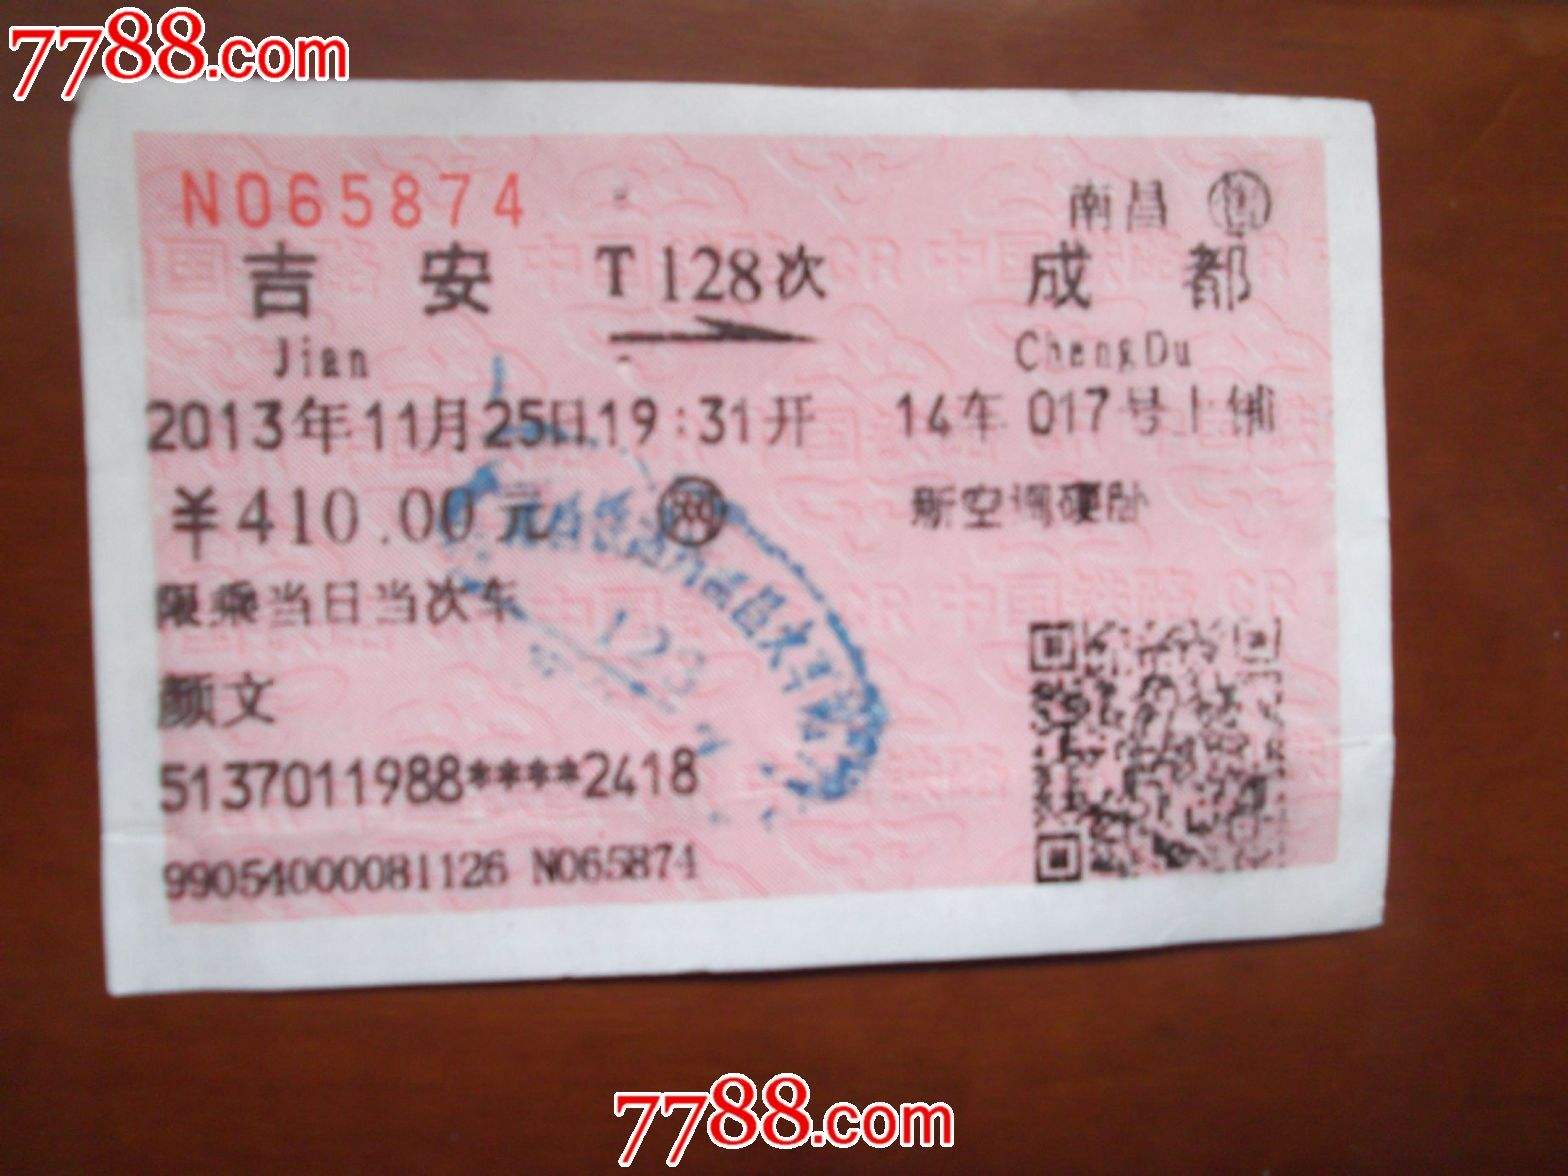 7788.com
N065874
南昌
吉安 T128次 成都
Jian ChengDu
2013年11月25日19:31开 14车 017号上铺
￥410.00元 网 新空调硬卧
限乘当日当次车
颜文
5137011988****2418
99054000081126 N065874
7788.com